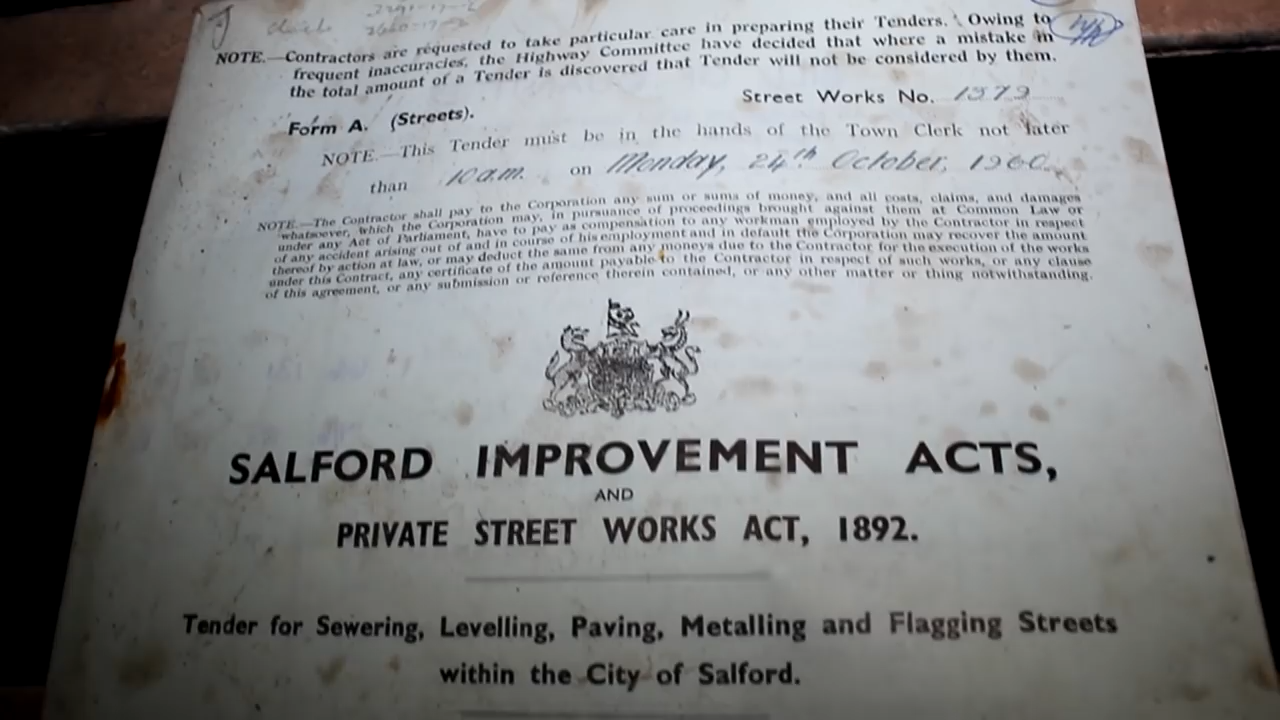 3391-17-2
NOTE.—Contractors are requested to take particular care in preparing their Tenders. Owing to
frequent inaccuracies, the Highway Committee have decided that where a mistake in
the total amount of a Tender is discovered that Tender will not be considered by them.
Street Works No. 1579
Form A. (Streets).
NOTE.—This Tender must be in the hands of the Town Clerk not later
than 10 a.m. on Monday, 24th October, 1960.
NOTE.—The Contractor shall pay to the Corporation any sum or sums of money, and all costs, claims, and damages
whatsoever, which the Corporation may, in pursuance of proceedings brought against them at Common Law or
under any Act of Parliament, have to pay as compensation to any workman employed by the Contractor in respect
of any accident arising out of and in course of his employment and in default the Corporation may recover the amount
thereof by action at law, or may deduct the same from any moneys due to the Contractor for the execution of the works
under this Contract, any certificate of the amount payable to the Contractor in respect of such works, or any clause
of this agreement, or any submission or reference therein contained, or any other matter or thing notwithstanding.
SALFORD IMPROVEMENT ACTS,
AND
PRIVATE STREET WORKS ACT, 1892.
Tender for Sewering, Levelling, Paving, Metalling and Flagging Streets
within the City of Salford.